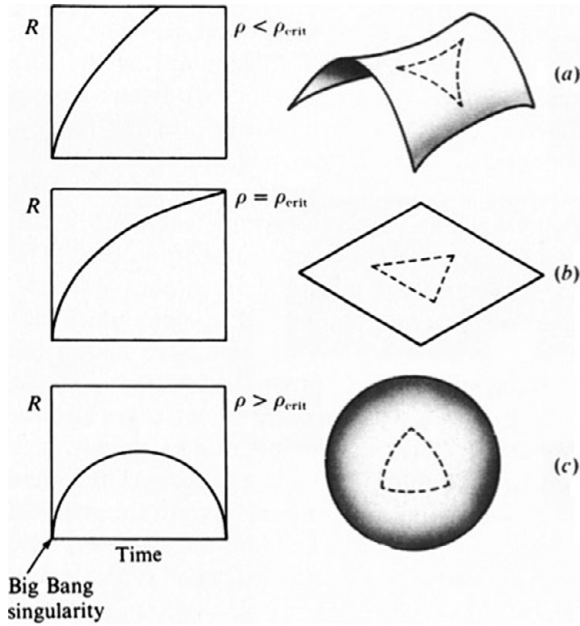 R
ρ < ρcrit
(a)
R
ρ = ρcrit
(b)
R
ρ > ρcrit
(c)
Time
Big Bang
singularity